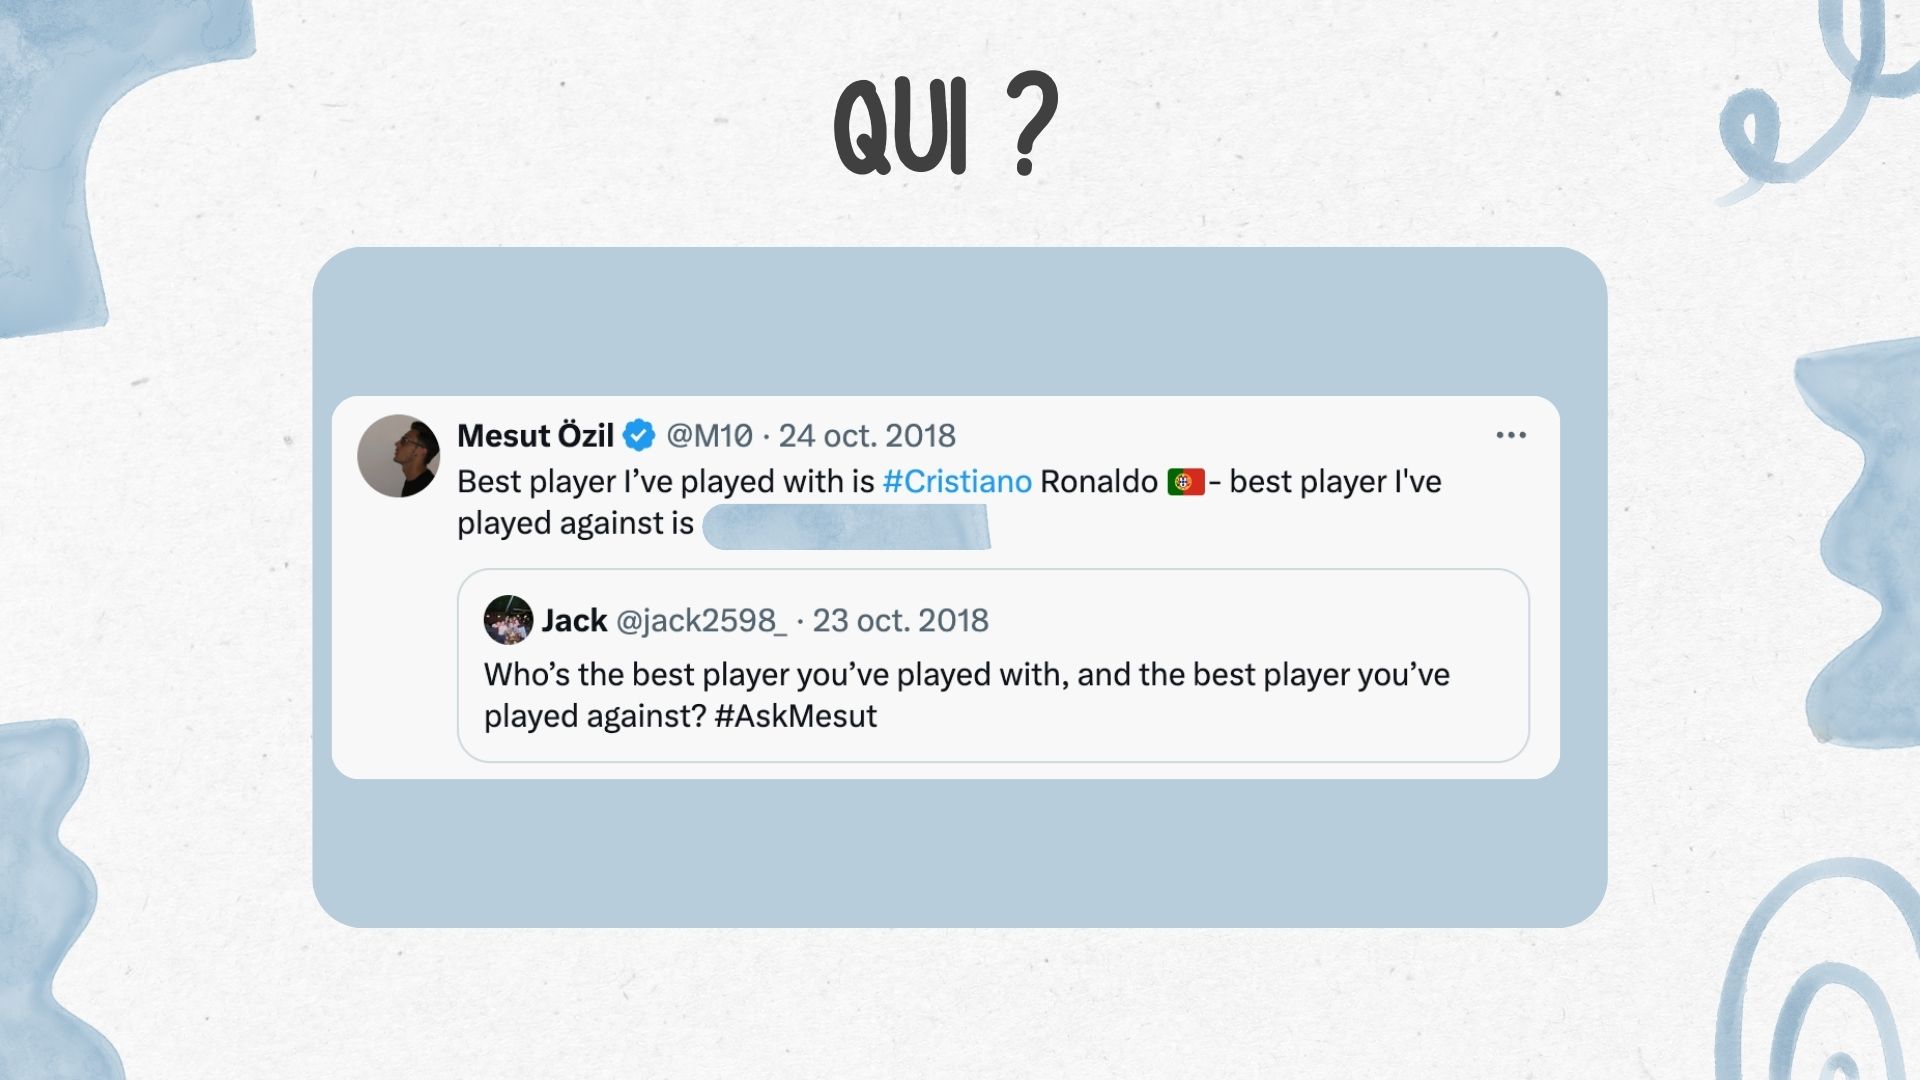 QUI ?
Mesut Özil @M10 · 24 oct. 2018
Best player I’ve played with is #Cristiano Ronaldo 🇵🇹- best player I've
played against is
Jack @jack2598_ · 23 oct. 2018
Who’s the best player you’ve played with, and the best player you’ve
played against? #AskMesut